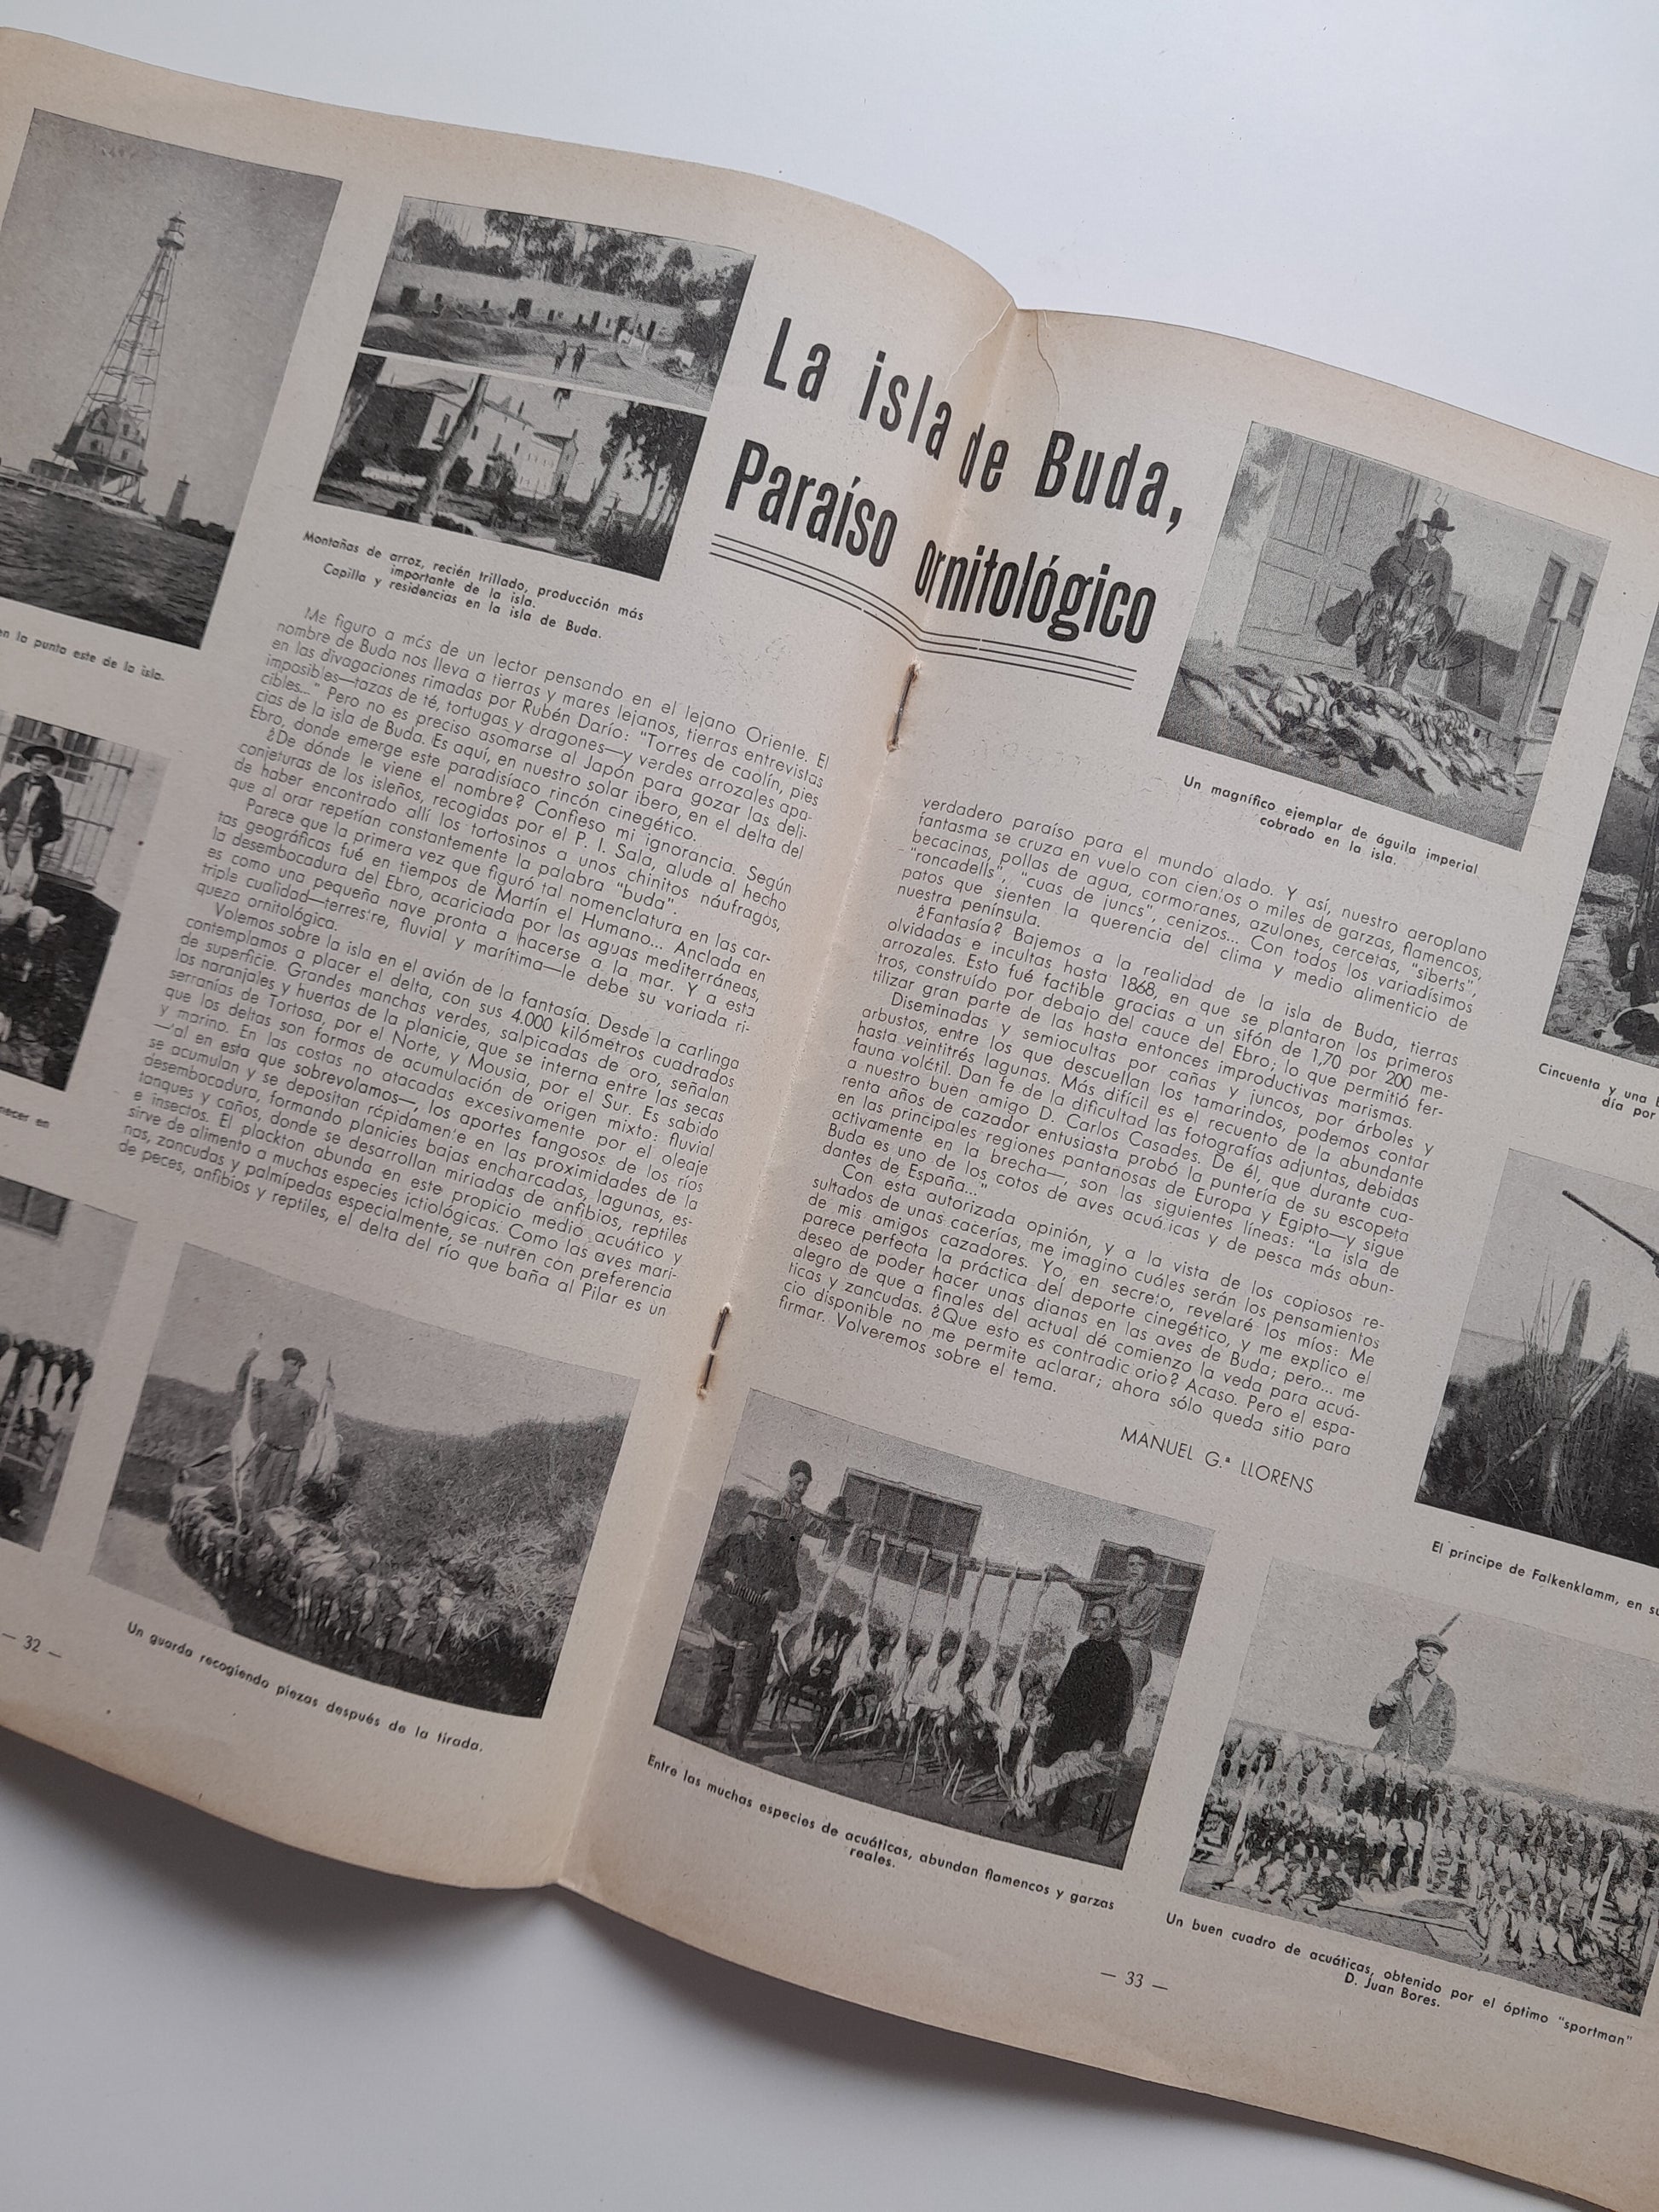 La isla de Buda,
Paraíso ornitológico
en la punta este de la isla.
Montañas de arroz, recién trillado, producción más
importante de la isla.
Capilla y residencias en la isla de Buda.
Me figuro a más de un lector pensando en el lejano Oriente. El
nombre de Buda nos lleva a tierras y mares lejanos, tierras entrevistas
en las divagaciones rimadas por Rubén Darío: "Torres de caolín, pies
imposibles—tazas de té, tortugas y dragones—y verdes arrozales apa-
cibles..." Pero no es preciso asomarse al Japón para gozar las deli-
cias de la isla de Buda. Es aquí, en nuestro solar ibero, en el delta del
Ebro, donde emerge este paradisíaco rincón cinegético.
¿De dónde le viene el nombre? Confieso mi ignorancia. Según
conjeturas de los isleños, recogidas por el P. I. Sala, alude al hecho
de haber encontrado allí los tortosinos a unos chinitos náufragos,
que al orar repetían constantemente la palabra "buda".
Parece que la primera vez que figuró tal nomenclatura en las car-
tas geográficas fué en tiempos de Martín el Humano... Anclada en
la desembocadura del Ebro, acariciada por las aguas mediterráneas,
es como una pequeña nave pronta a hacerse a la mar. Y a esta
triple cualidad—terres're, fluvial y marítima—le debe su variada ri-
queza ornitológica.
Volemos sobre la isla en el avión de la fantasía. Desde la carlinga
contemplamos a placer el delta, con sus 4.000 kilómetros cuadrados
de superficie. Grandes manchas verdes, salpicadas de oro, señalan
los naranjales y huertas de la planicie, que se interna entre las secas
serranías de Tortosa, por el Norte, y Mousia, por el Sur. Es sabido
que los deltas son formas de acumulación de origen mixto: fluvial
y marino. En las costas no atacadas excesivamente por el oleaje
—'al en esta que sobrevolamos—, los aportes fangosos de los ríos
se acumulan y se depositan rápidamen'e en las proximidades de la
desembocadura, formando planicies bajas encharcadas, lagunas, es-
tanques y caños, donde se desarrollan miriadas de anfibios, reptiles
e insectos. El plackton abunda en este propicio medio acuático y
sirve de alimento a muchas especies ictiológicas. Como las aves mari-
nas, zancudas y palmípedas especialmente, se nutren con preferencia
de peces, anfibios y reptiles, el delta del río que baña al Pilar es un
necer en
Un guarda recogiendo piezas después de la tirada.
— 32 —
Un magnífico ejemplar de águila imperial
cobrado en la isla.
verdadero paraíso para el mundo alado. Y así, nuestro aeroplano
fantasma se cruza en vuelo con cien'os o miles de garzas, flamencos,
becacinas, pollas de agua, cormoranes, azulones, cercetas, "siberts",
"roncadells", "cuas de juncs", cenizos... Con todos los variadísimos
patos que sienten la querencia del clima y medio alimenticio de
nuestra península.
¿Fantasía? Bajemos a la realidad de la isla de Buda, tierras
olvidadas e incultas hasta 1868, en que se plantaron los primeros
arrozales. Esto fué factible gracias a un sifón de 1,70 por 200 me-
tros, construído por debajo del cauce del Ebro; lo que permitió fer-
tilizar gran parte de las hasta entonces improductivas marismas.
Diseminadas y semiocultas por cañas y juncos, por árboles y
arbustos, entre los que descuellan los tamarindos, podemos contar
hasta veintitrés lagunas. Más difícil es el recuento de la abundante
fauna volátil. Dan fe de la dificultad las fotografías adjuntas, debidas
a nuestro buen amigo D. Carlos Casades. De él, que durante cua-
renta años de cazador entusiasta probó la puntería de su escopeta
en las principales regiones pantanosas de Europa y Egipto—y sigue
activamente en la brecha—, son las siguientes líneas: "La isla de
Buda es uno de los cotos de aves acuá.icas y de pesca más abun-
dantes de España..."
Con esta autorizada opinión, y a la vista de los copiosos re-
sultados de unas cacerías, me imagino cuáles serán los pensamientos
de mis amigos cazadores. Yo, en secre'o, revelaré los míos: Me
parece perfecta la práctica del deporte cinegético, y me explico el
deseo de poder hacer unas dianas en las aves de Buda; pero... me
alegro de que a finales del actual dé comienzo la veda para acuá-
ticas y zancudas. ¿Que esto es contradic orio? Acaso. Pero el espa-
cio disponible no me permite aclarar; ahora sólo queda sitio para
firmar. Volveremos sobre el tema.
MANUEL G.ª LLORENS
Cincuenta y una
día por
El príncipe de Falkenklamm, en su
Entre las muchas especies de acuáticas, abundan flamencos y garzas
reales.
Un buen cuadro de acuáticas, obtenido por el óptimo "sportman"
D. Juan Bores.
— 33 —